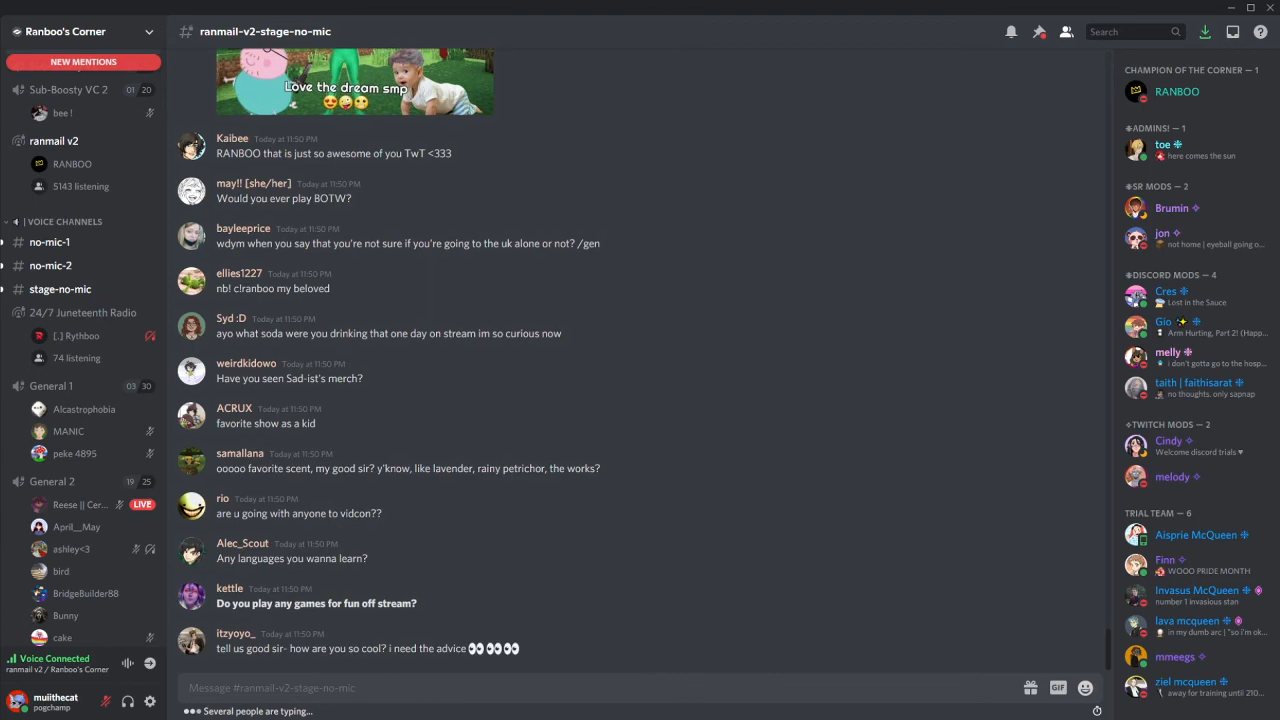 Ranboo's Corner
NEW MENTIONS
Sub-Boosty VC 2 01 20
bee !
ranmail v2
RANBOO
5143 listening
| VOICE CHANNELS
no-mic-1
no-mic-2
stage-no-mic
24/7 Juneteenth Radio
[.] Rythboo
74 listening
General 1 03 30
Alcastrophobia
MANIC
peke 4895
General 2 19 25
Reese || Cer... LIVE
April__May
ashley<3
bird
BridgeBuilder88
Bunny
cake
Voice Connected
ranmail v2 / Ranboo's Corner
muiithecat
pogchamp
ranmail-v2-stage-no-mic
Search
Love the dream smp
Kaibee Today at 11:50 PM
RANBOO that is just so awesome of you TwT <333
may!! [she/her] Today at 11:50 PM
Would you ever play BOTW?
bayleeprice Today at 11:50 PM
wdym when you say that you're not sure if you're going to the uk alone or not? /gen
ellies1227 Today at 11:50 PM
nb! c!ranboo my beloved
Syd :D Today at 11:50 PM
ayo what soda were you drinking that one day on stream im so curious now
weirdkidowo Today at 11:50 PM
Have you seen Sad-ist's merch?
ACRUX Today at 11:50 PM
favorite show as a kid
samallana Today at 11:50 PM
ooooo favorite scent, my good sir? y'know, like lavender, rainy petrichor, the works?
rio Today at 11:50 PM
are u going with anyone to vidcon??
Alec_Scout Today at 11:50 PM
Any languages you wanna learn?
kettle Today at 11:50 PM
Do you play any games for fun off stream?
itzyoyo_ Today at 11:50 PM
tell us good sir- how are you so cool? i need the advice 👀👀👀
Message #ranmail-v2-stage-no-mic
GIF
Several people are typing...
CHAMPION OF THE CORNER — 1
RANBOO
❉ADMINS! — 1
toe ❉
here comes the sun
❉SR MODS — 2
Brumin ✧
jon ✧
not home | eyeball going o...
❉DISCORD MODS — 4
Cres ❉
Lost in the Sauce
Gio ✨ ❉
Arm Hurting, Part 2! (Happ...
melly ❉
i don't gotta go to the hosp...
taith | faithisarat ❉
no thoughts. only sapnap
✧TWITCH MODS — 2
Cindy ✧
Welcome discord trials ♥
melody ✧
TRIAL TEAM — 6
Aisprie McQueen ❉
Finn ✧
WOOO PRIDE MONTH
Invasus McQueen ❉
number 1 invasious stan
lava mcqueen ❉
in my dumb arc | "so i'm ok...
mmeegs ✧
ziel mcqueen ❉
away for training until 210...